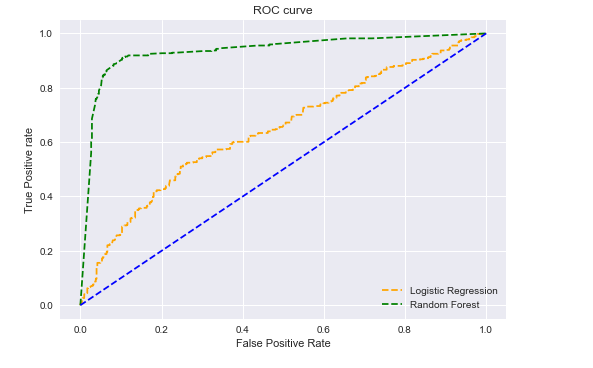 ROC curve
1.0
0.8
0.6
0.4
0.2
0.0
True Positive rate
Logistic Regression
Random Forest
0.0 0.2 0.4 0.6 0.8 1.0
False Positive Rate